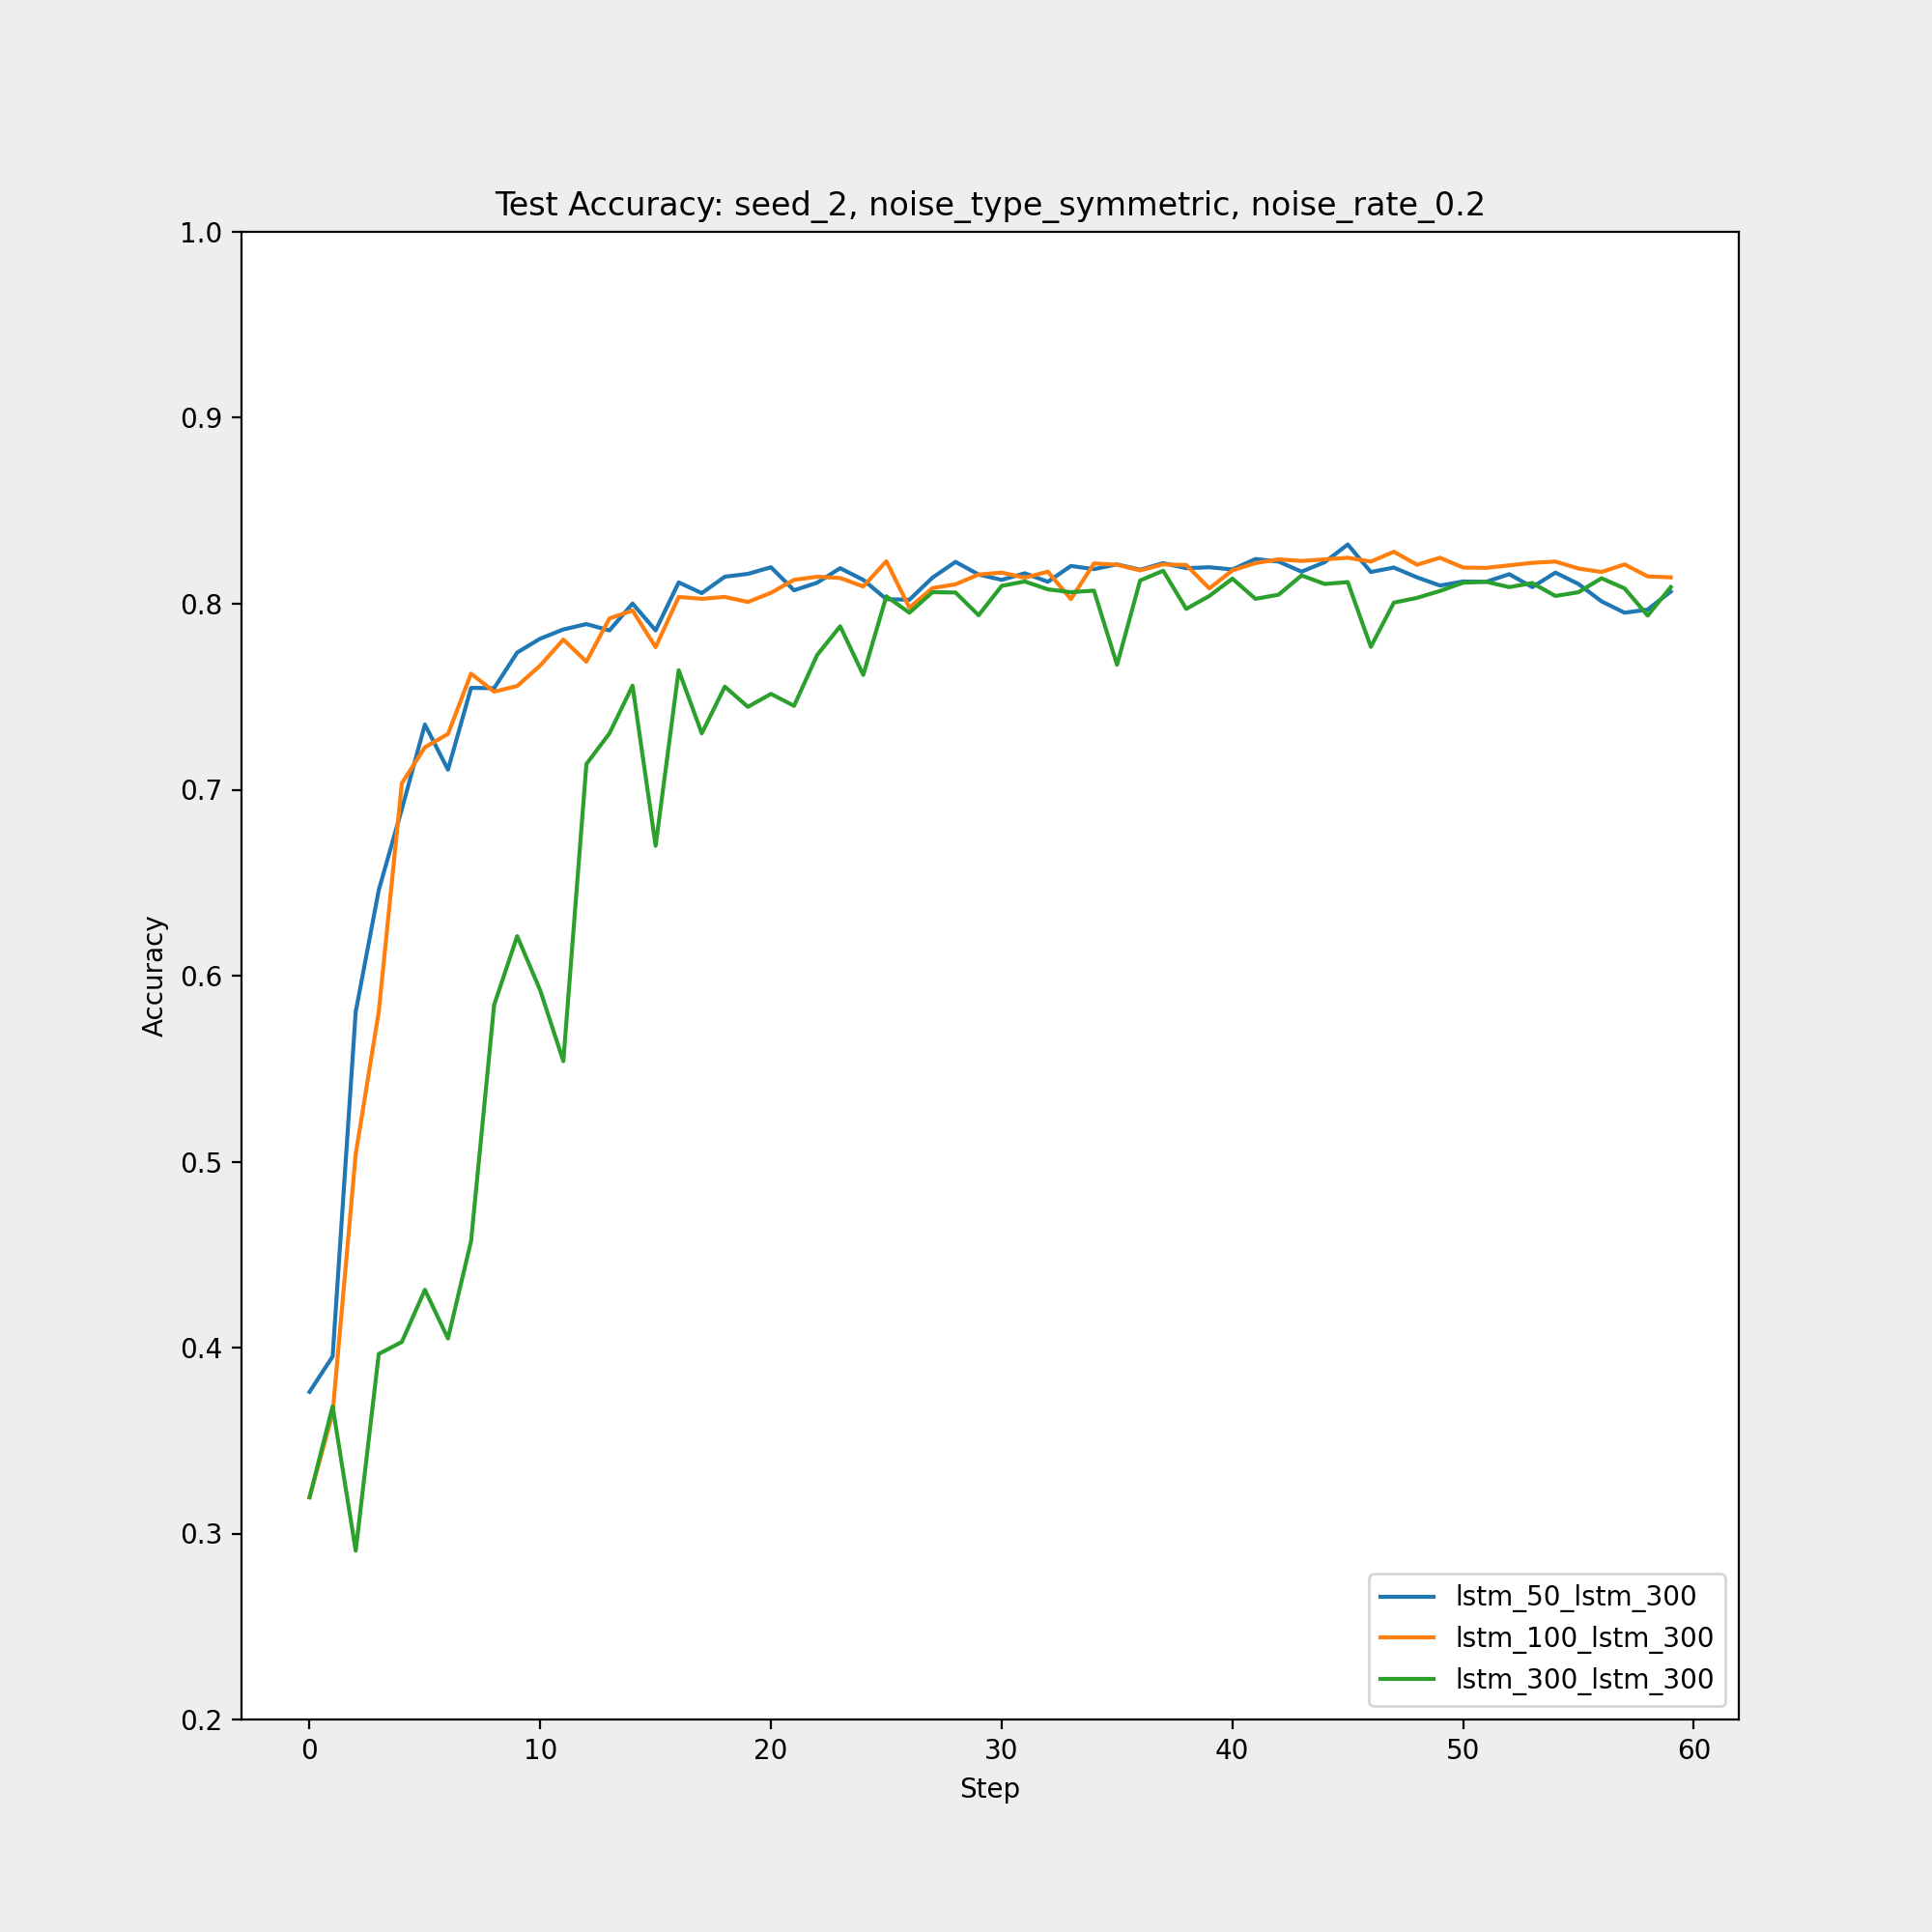 Test Accuracy: seed_2, noise_type_symmetric, noise_rate_0.2
1.0
0.9
0.8
0.7
0.6
0.5
0.4
0.3
0.2
Accuracy
0 10 20 30 40 50 60
Step
lstm_50_lstm_300
lstm_100_lstm_300
lstm_300_lstm_300